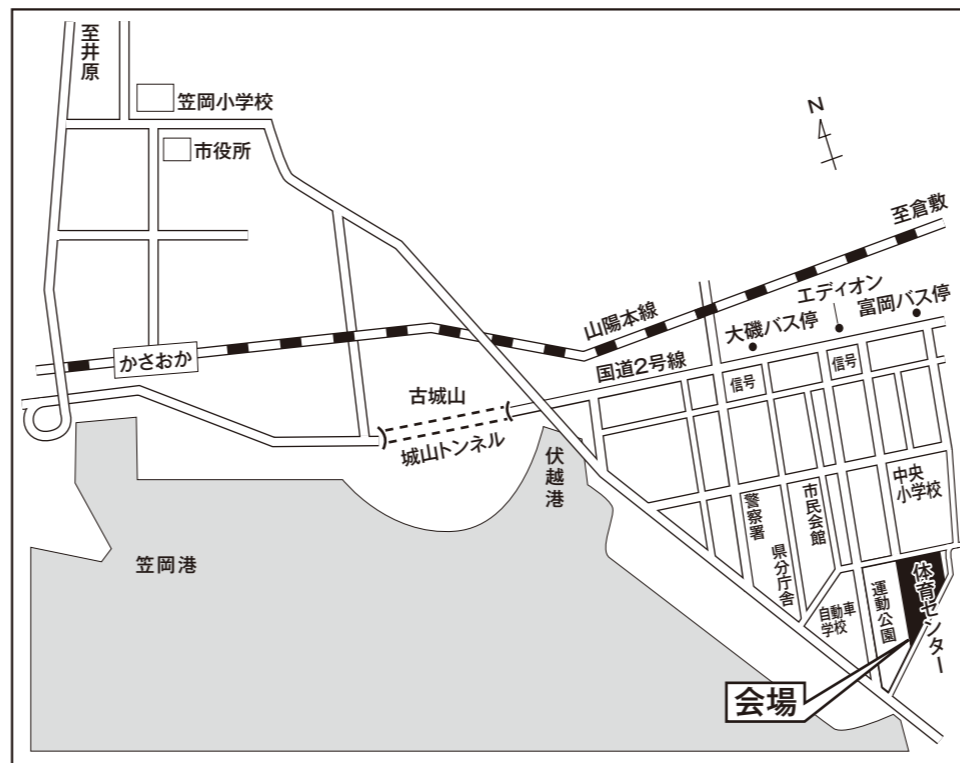 至井原
笠岡小学校
市役所
N
至倉敷
エディオン
富岡バス停
大磯バス停
山陽本線
国道2号線
かさおか
信号
信号
古城山
城山トンネル
伏越港
中央
小学校
警察署
市民会館
県分庁舎
笠岡港
自動車
学校
運動公園
体育センター
会場